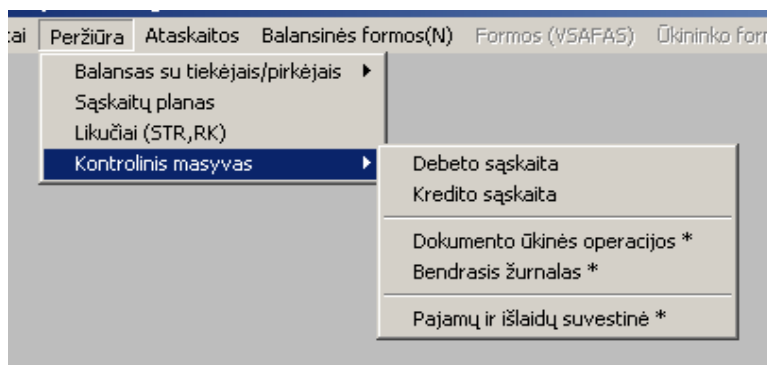 Peržiūra Ataskaitos Balansinės formos(N) Formos (VSAFAS) Ūkininko
Balansas su tiekėjais/pirkėjais
Sąskaitų planas
Likučiai (STR,RK)
Kontrolinis masyvas
Debeto sąskaita
Kredito sąskaita
Dokumento ūkinės operacijos *
Bendrasis žurnalas *
Pajamų ir išlaidų suvestinė *